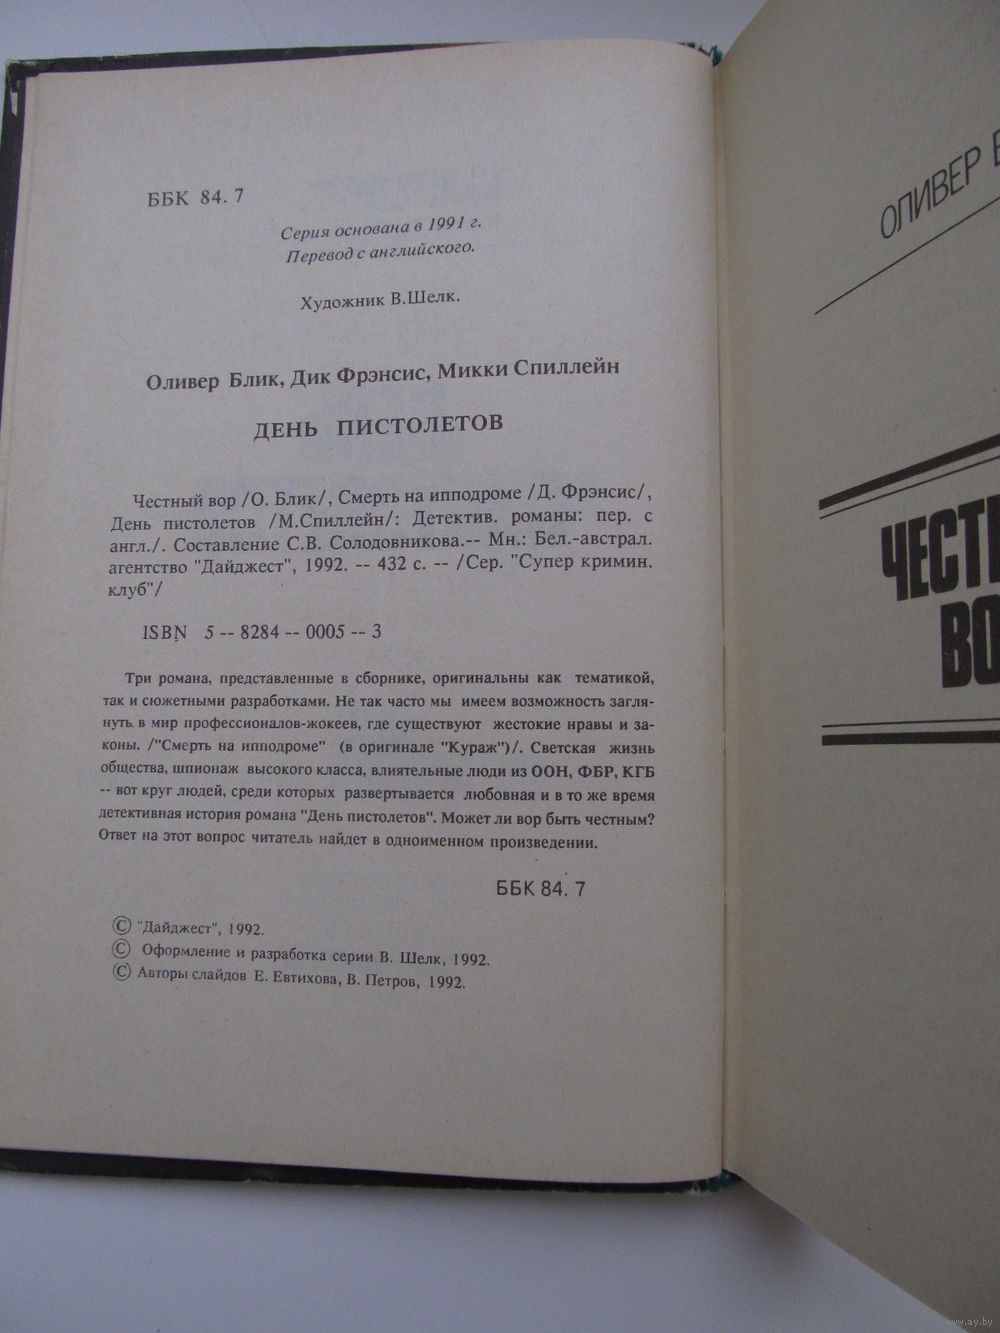 ББК 84. 7
Серия основана в 1991 г.
Перевод с английского.
Художник В.Шелк.
Оливер Блик, Дик Фрэнсис, Микки Спиллейн
ДЕНЬ ПИСТОЛЕТОВ
Честный вор /О. Блик/, Смерть на ипподроме /Д. Фрэнсис/,
День пистолетов /М.Спиллейн/: Детектив. романы: пер. с
англ./. Составление С.В. Солодовникова.-- Мн.: Бел.-австрал.
агентство "Дайджест", 1992. -- 432 с. -- /Сер. "Супер кримин.
клуб"/
ISBN 5 -- 8284 -- 0005 -- 3
Три романа, представленные в сборнике, оригинальны как тематикой,
так и сюжетными разработками. Не так часто мы имеем возможность загля-
нуть в мир профессионалов-жокеев, где существуют жестокие нравы и за-
коны. /"Смерть на ипподроме" (в оригинале "Кураж")/. Светская жизнь
общества, шпионаж высокого класса, влиятельные люди из ООН, ФБР, КГБ
-- вот круг людей, среди которых развертывается любовная и в то же время
детективная история романа "День пистолетов". Может ли вор быть честным?
Ответ на этот вопрос читатель найдет в одноименном произведении.
ББК 84. 7
© "Дайджест", 1992.
© Оформление и разработка серии В. Шелк, 1992.
© Авторы слайдов Е. Евтихова, В. Петров, 1992.
ОЛИВЕР
ЧЕСТ
ВО
www.ay.by